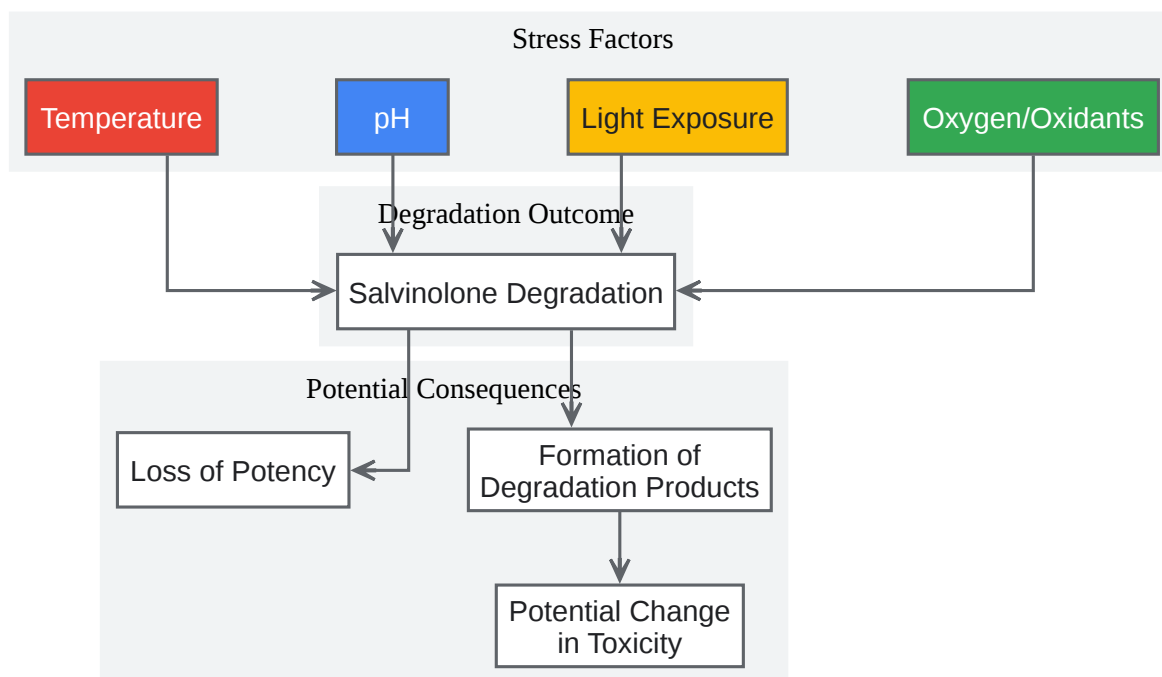 Stress Factors
Temperature
pH
Light Exposure
Oxygen/Oxidants
Degradation Outcome
Salvinolone Degradation
Potential Consequences
Loss of Potency
Formation of
Degradation Products
Potential Change
in Toxicity